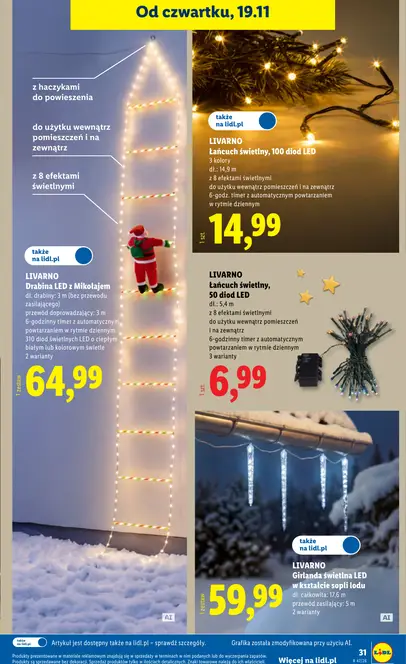 Od czwartku, 19.11
z haczykami
do powieszenia
do użytku wewnątrz
pomieszczeń i na
zewnątrz
z 8 efektami
świetlnymi
także
na lidl.pl
LIVARNO
Drabina LED z Mikołajem
dł. drabiny: 3 m (bez przewodu
zasilającego)
przewód doprowadzający: 3 m
6-godzinny timer z automatycznym
powtarzaniem w rytmie dziennym
310 diod świetlnych LED o ciepłym
białym lub kolorowym świetle
2 warianty
1 zestaw
64,99
AI
także
na lidl.pl
LIVARNO
Łańcuch świetlny, 100 diod LED
3 kolory
dł.: 14,9 m
z 8 efektami świetlnymi
do użytku wewnątrz pomieszczeń i na zewnątrz
6-godz. timer z automatycznym powtarzaniem
w rytmie dziennym
1 szt.
14,99
LIVARNO
Łańcuch świetlny,
50 diod LED
dł.: 5,4 m
z 8 efektami świetlnymi
do użytku wewnątrz pomieszczeń
i na zewnątrz
6-godzinny timer z automatycznym
powtarzaniem w rytmie dziennym
3 warianty
1 szt.
6,99
także
na lidl.pl
LIVARNO
Girlanda świetlna LED
w kształcie sopli lodu
dł. całkowita: 17,6 m
przewód zasilający: 5 m
2 warianty
1 zestaw
59,99
AI
także
na lidl.pl
Artykuł jest dostępny także na lidl.pl – sprawdź szczegóły.
Grafika została zmodyfikowana przy użyciu AI.
31
Więcej na lidl.pl
LIDL